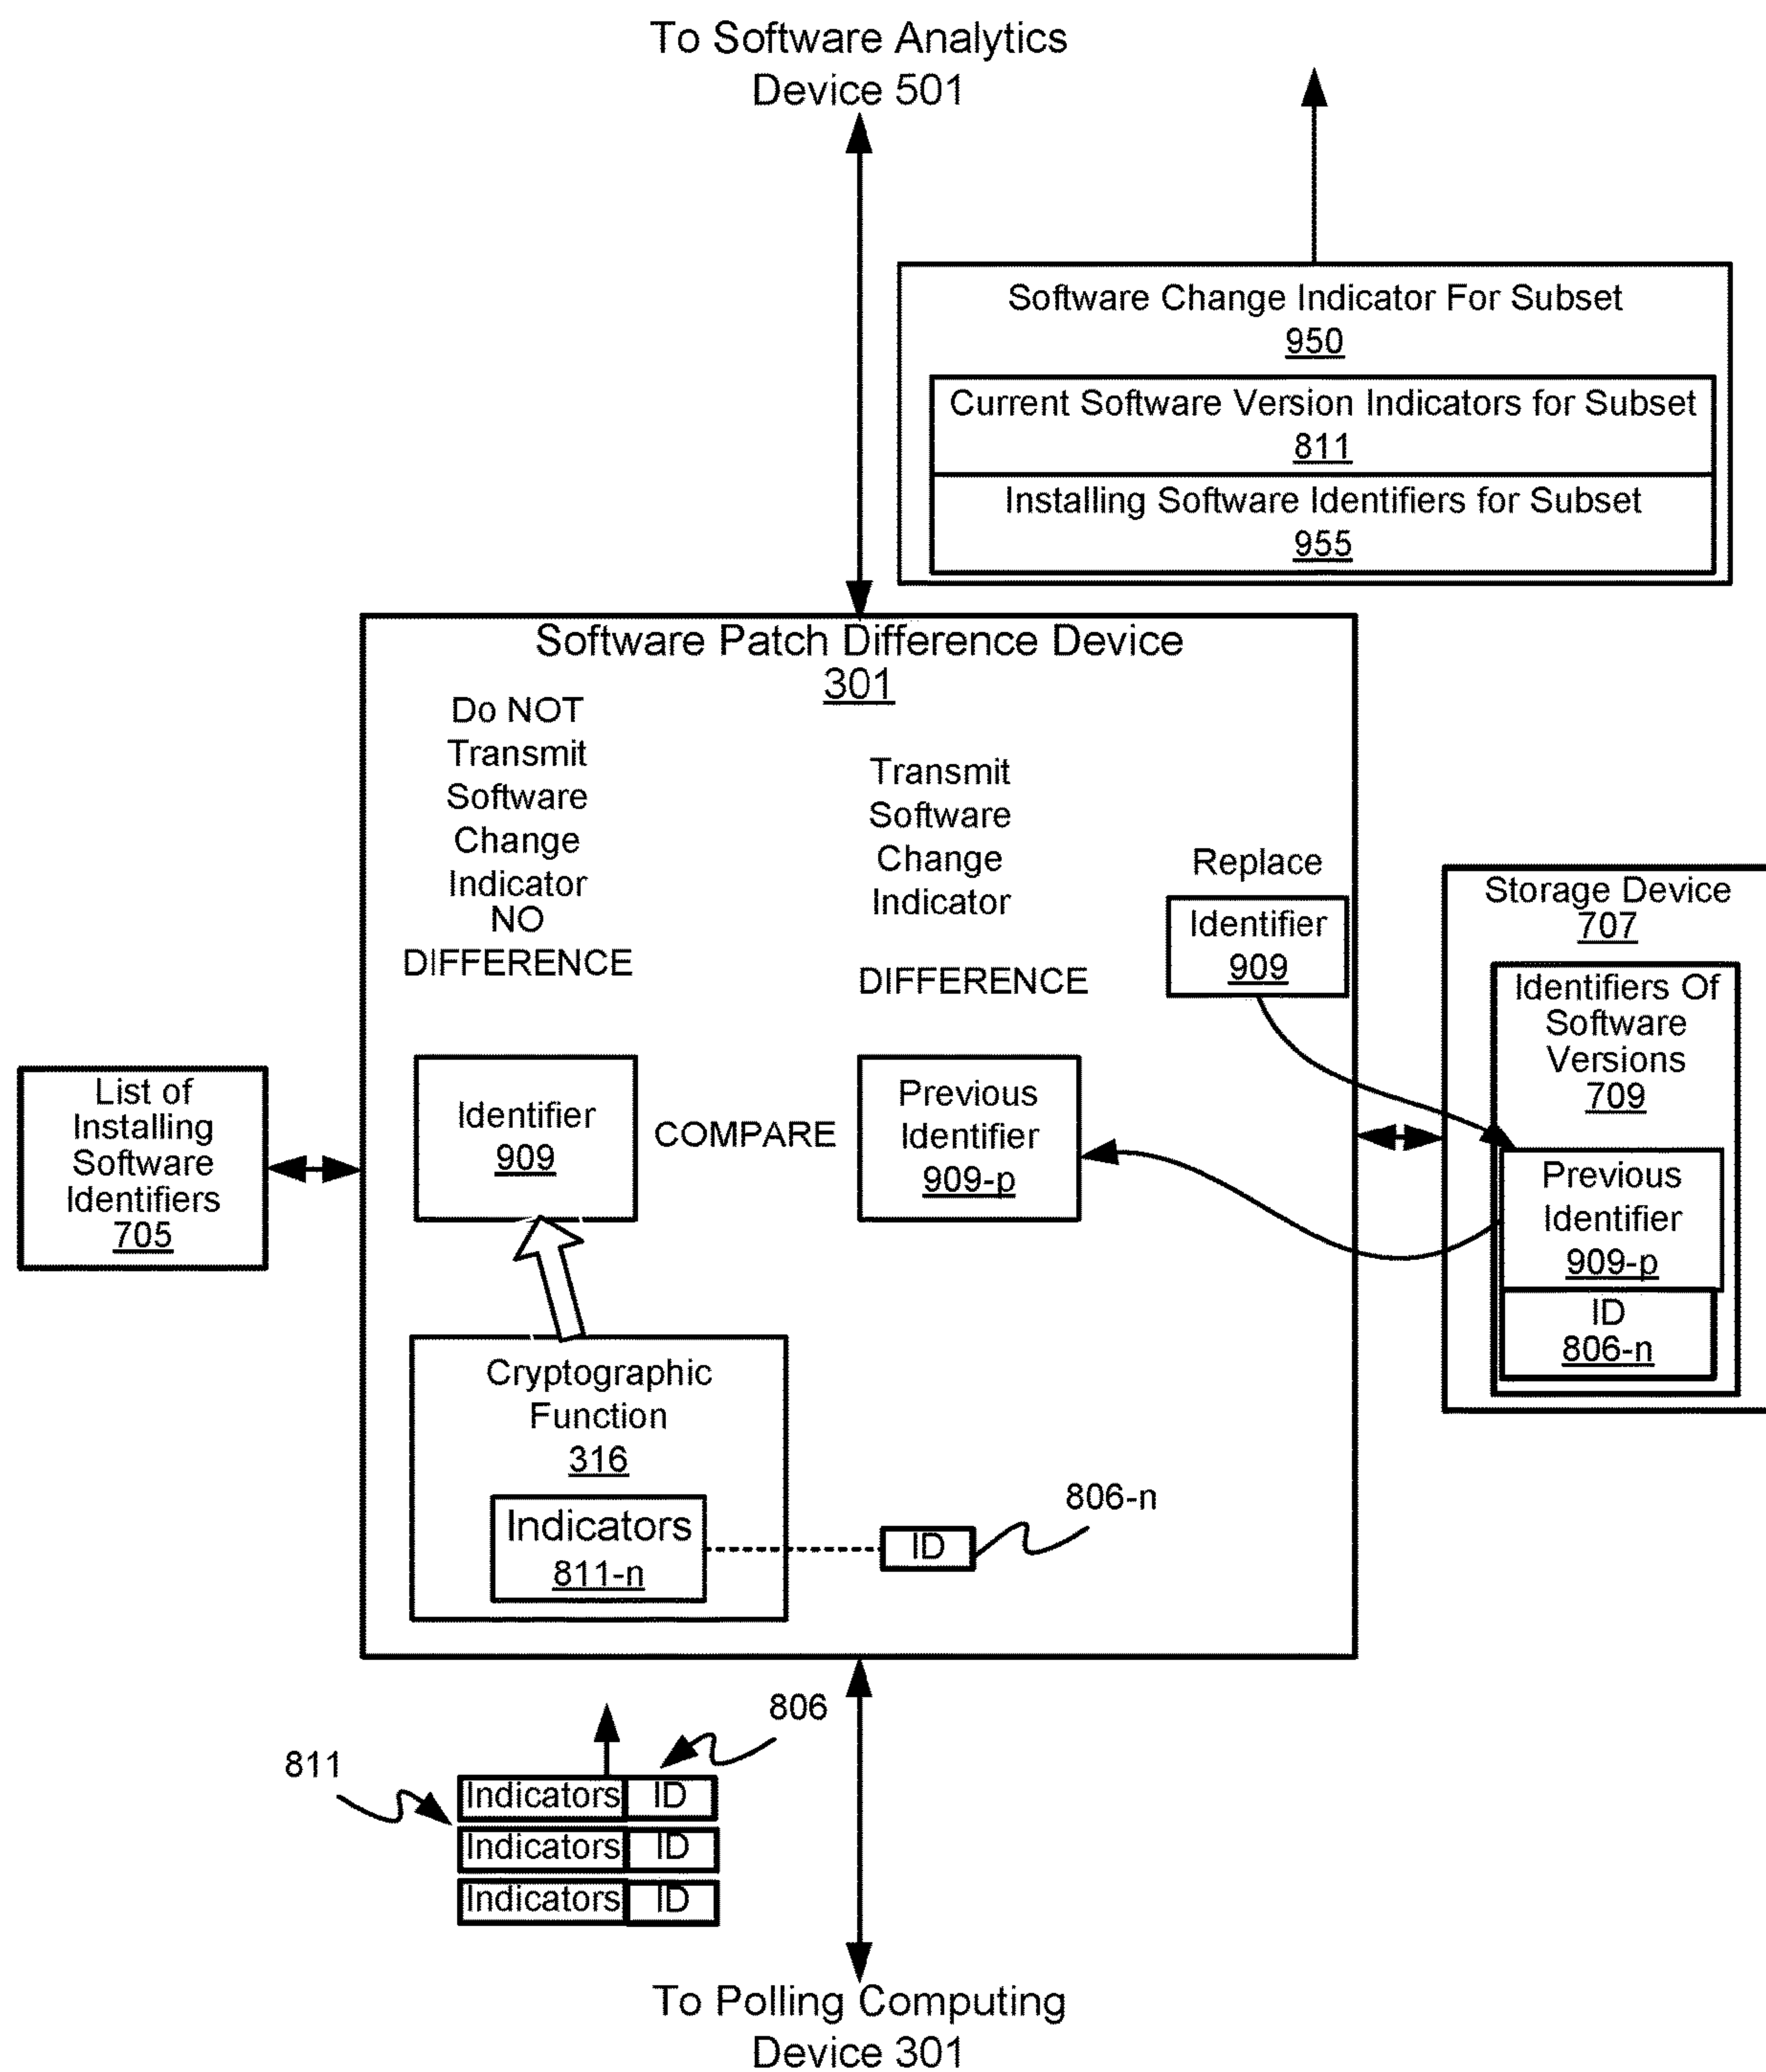 To Software Analytics
Device 501
Software Change Indicator For Subset
950
Current Software Version Indicators for Subset
811
Installing Software Identifiers for Subset
955
Software Patch Difference Device
301
Do NOT
Transmit
Software
Change
Indicator
NO
DIFFERENCE
Transmit
Software
Change
Indicator
DIFFERENCE
Replace
Identifier
909
Storage Device
707
Identifiers Of
Software
Versions
709
Previous
Identifier
909-p
ID
806-n
List of
Installing
Software
Identifiers
705
Identifier
909
COMPARE
Previous
Identifier
909-p
Cryptographic
Function
316
Indicators
811-n
ID
806-n
806
811
Indicators ID
Indicators ID
Indicators ID
To Polling Computing
Device 301